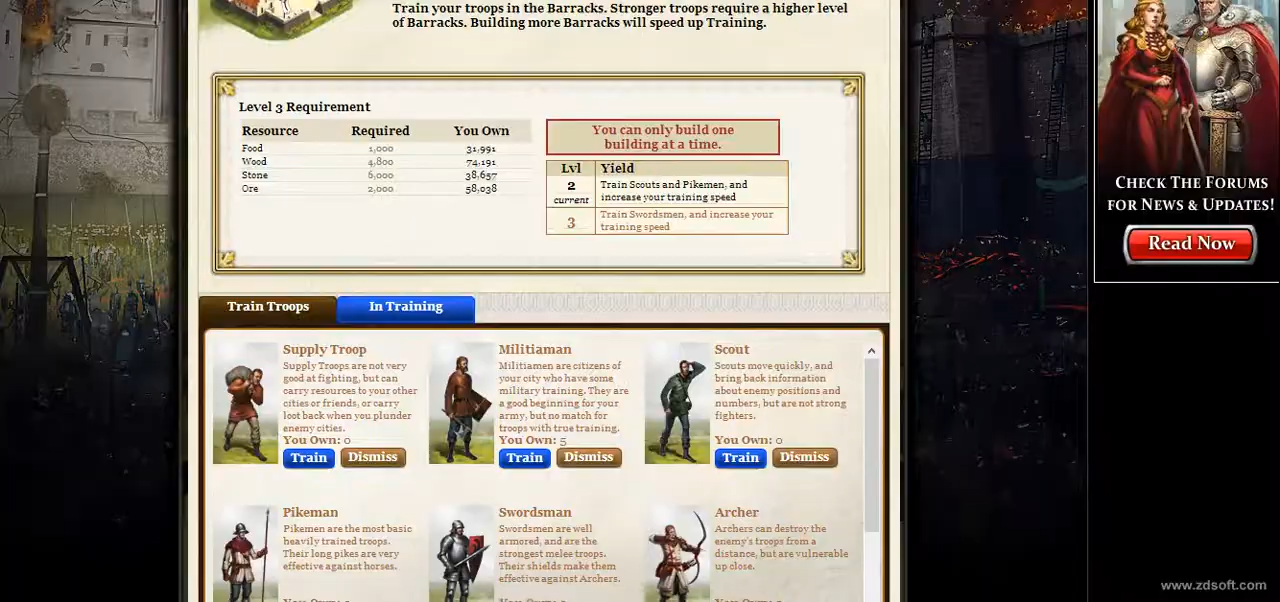 Train your troops in the Barracks. Stronger troops require a higher level
of Barracks. Building more Barracks will speed up Training.
Level 3 Requirement
Resource Required You Own
Food 1,000 31,991
Wood 4,800 74,191
Stone 6,000 38,657
Ore 2,000 58,038
You can only build one
building at a time.
Lvl Yield
2 current Train Scouts and Pikemen, and
increase your training speed
3 Train Swordsmen, and increase your
training speed
CHECK THE FORUMS
FOR NEWS & UPDATES!
Read Now
Train Troops In Training
Supply Troop
Supply Troops are not very
good at fighting, but can
carry resources to your other
cities or friends, or carry
loot back when you plunder
enemy cities.
You Own: 0
Train Dismiss
Militiaman
Militiamen are citizens of
your city who have some
military training. They are
a good beginning for your
army, but no match for
troops with true training.
You Own: 5
Train Dismiss
Scout
Scouts move quickly, and
bring back information
about enemy positions and
numbers, but are not strong
fighters.
You Own: 0
Train Dismiss
Pikeman
Pikemen are the most basic
heavily trained troops.
Their long pikes are very
effective against horses.
Swordsman
Swordsmen are well
armored, and are the
strongest melee troops.
Their shields make them
effective against Archers.
Archer
Archers can destroy the
enemy's troops from a
distance, but are vulnerable
up close.
www.zdsoft.com